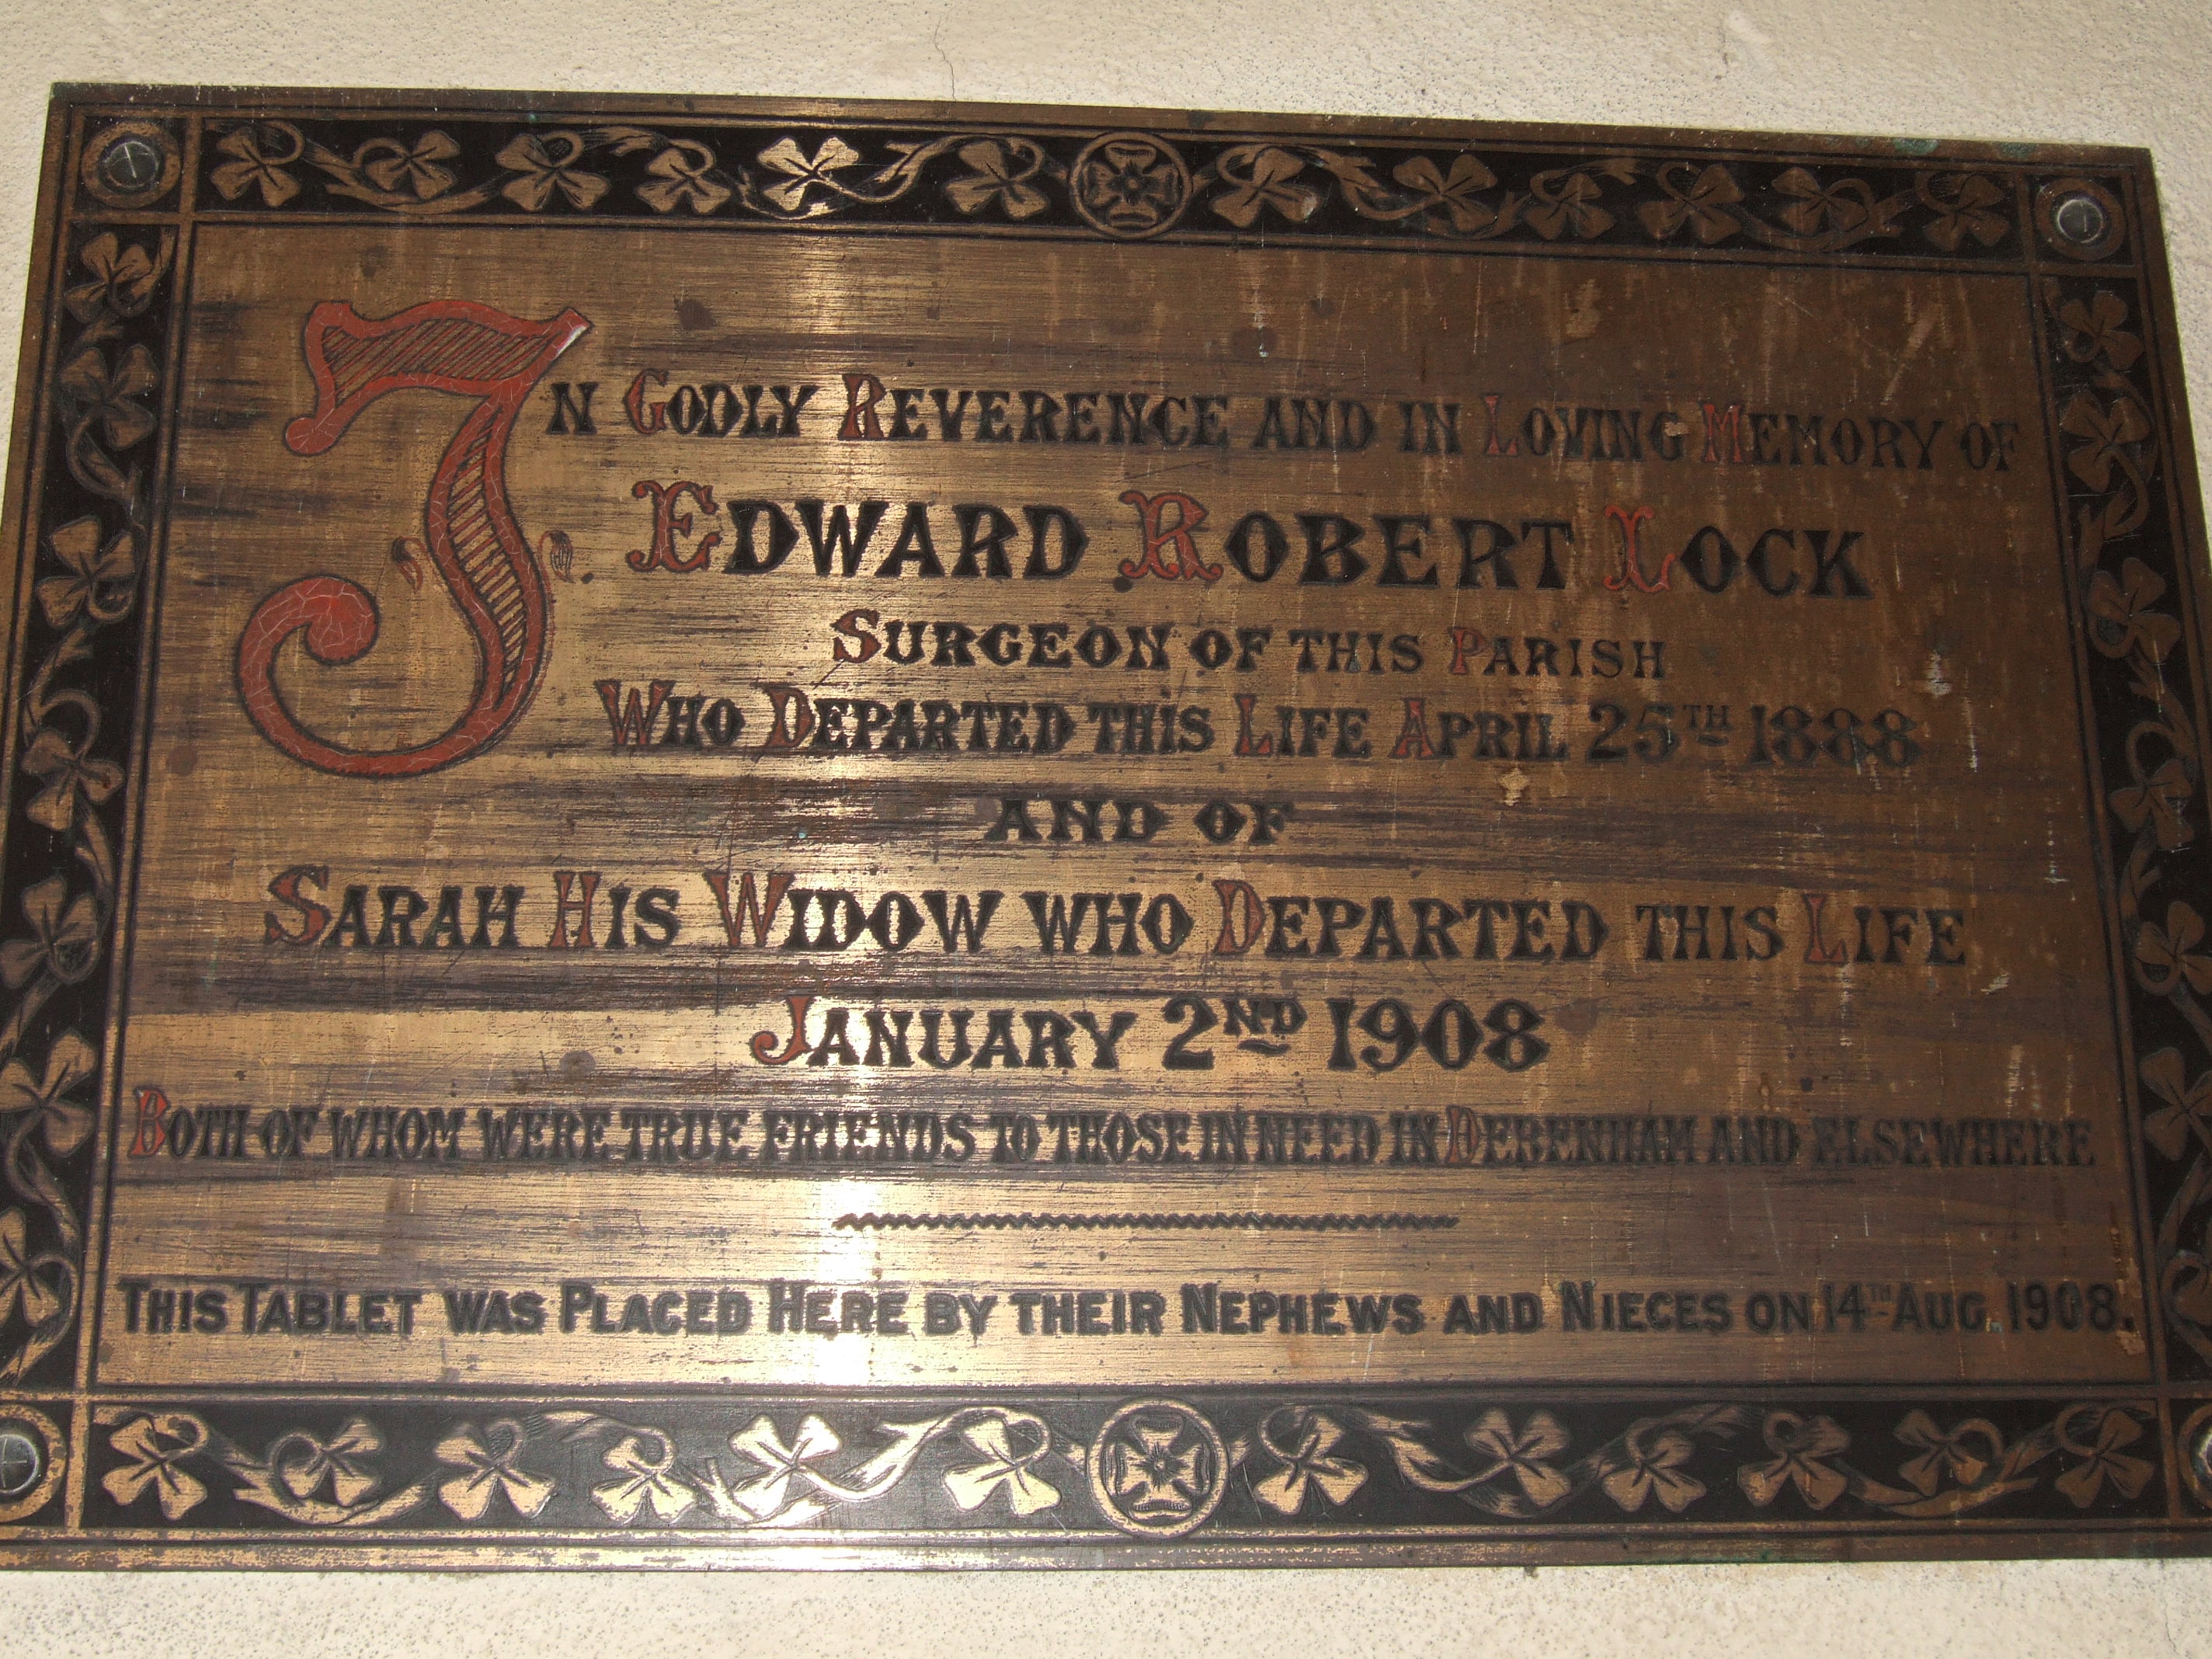 IN GODLY REVERENCE AND IN LOVING MEMORY OF
EDWARD ROBERT LOCK
SURGEON OF THIS PARISH
WHO DEPARTED THIS LIFE APRIL 25TH 1888
AND OF
SARAH HIS WIDOW WHO DEPARTED THIS LIFE
JANUARY 2ND 1908
BOTH OF WHOM WERE TRUE FRIENDS TO THOSE IN NEED IN DEBENHAM AND ELSEWHERE
THIS TABLET WAS PLACED HERE BY THEIR NEPHEWS AND NIECES ON 14TH AUG. 1908.